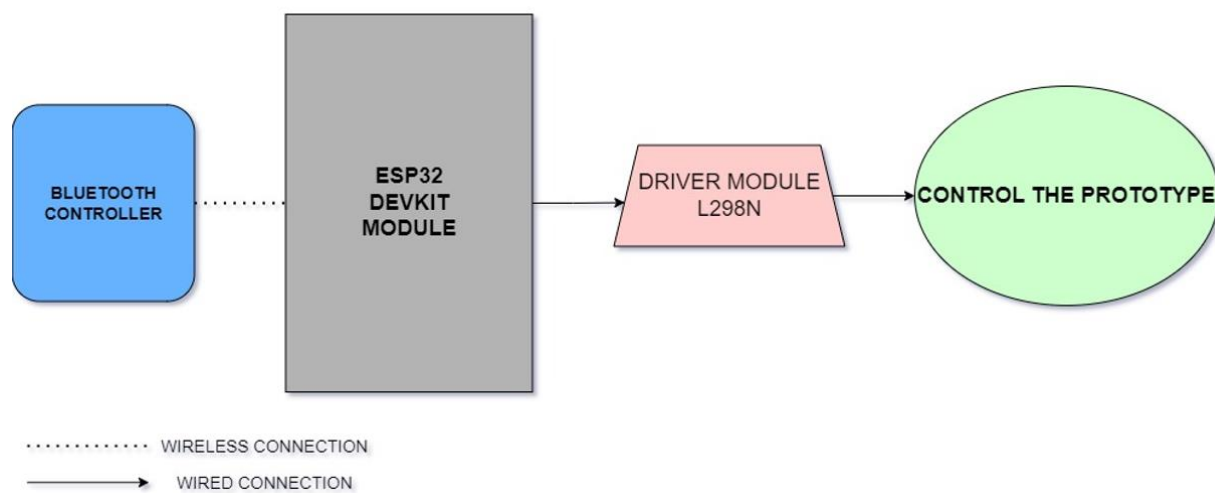 BLUETOOTH
CONTROLLER
ESP32
DEVKIT
MODULE
DRIVER MODULE
L298N
CONTROL THE PROTOTYPE
WIRELESS CONNECTION
WIRED CONNECTION